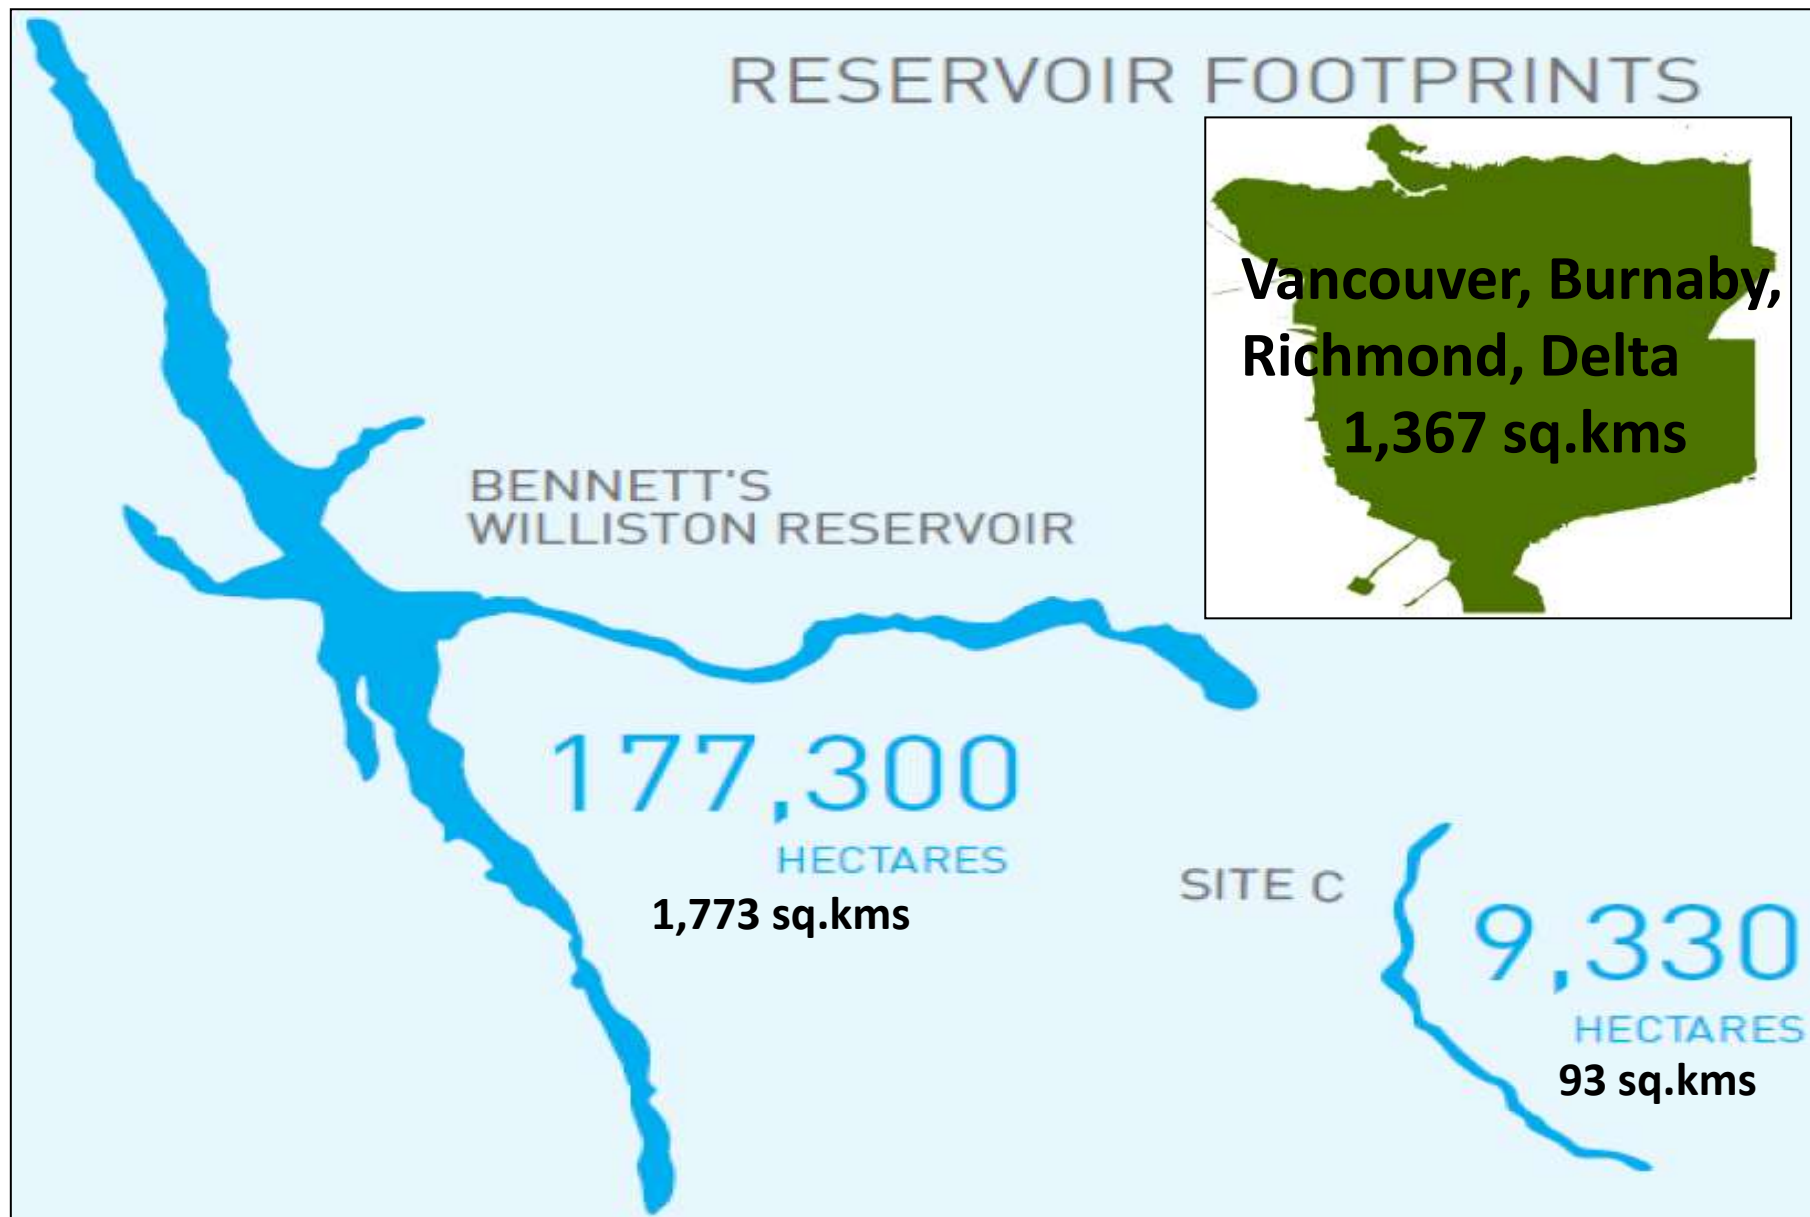 RESERVOIR FOOTPRINTS
Vancouver, Burnaby,
Richmond, Delta
1,367 sq.kms
BENNETT'S
WILLISTON RESERVOIR
177,300
HECTARES
1,773 sq.kms
SITE C
9,330
HECTARES
93 sq.kms